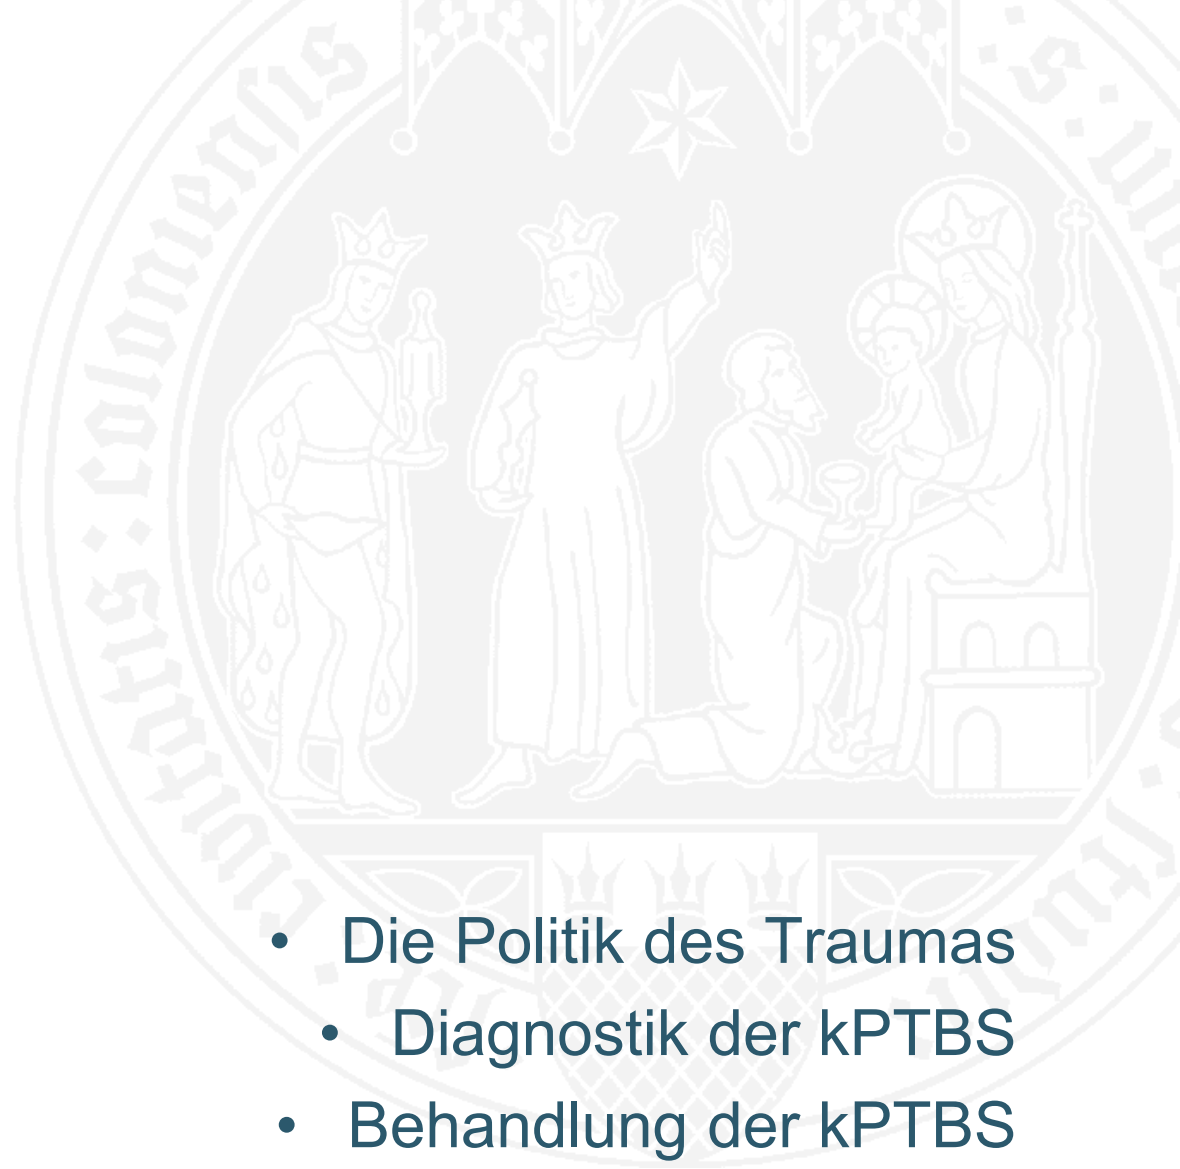 • Die Politik des Traumas
• Diagnostik der kPTBS
• Behandlung der kPTBS